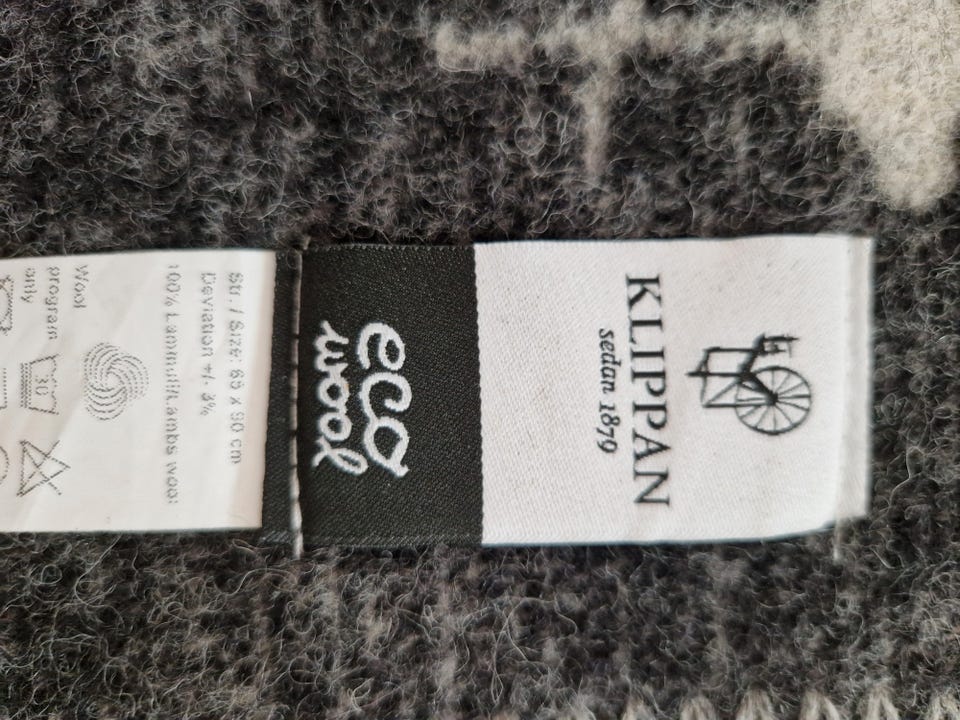 KLIPPAN
sedan 1879
eco
wool
Str. / Size: 65 x 90 cm
Deviation +/- 3%
100% Lammull/Lambs wool
Wool
program
only
30